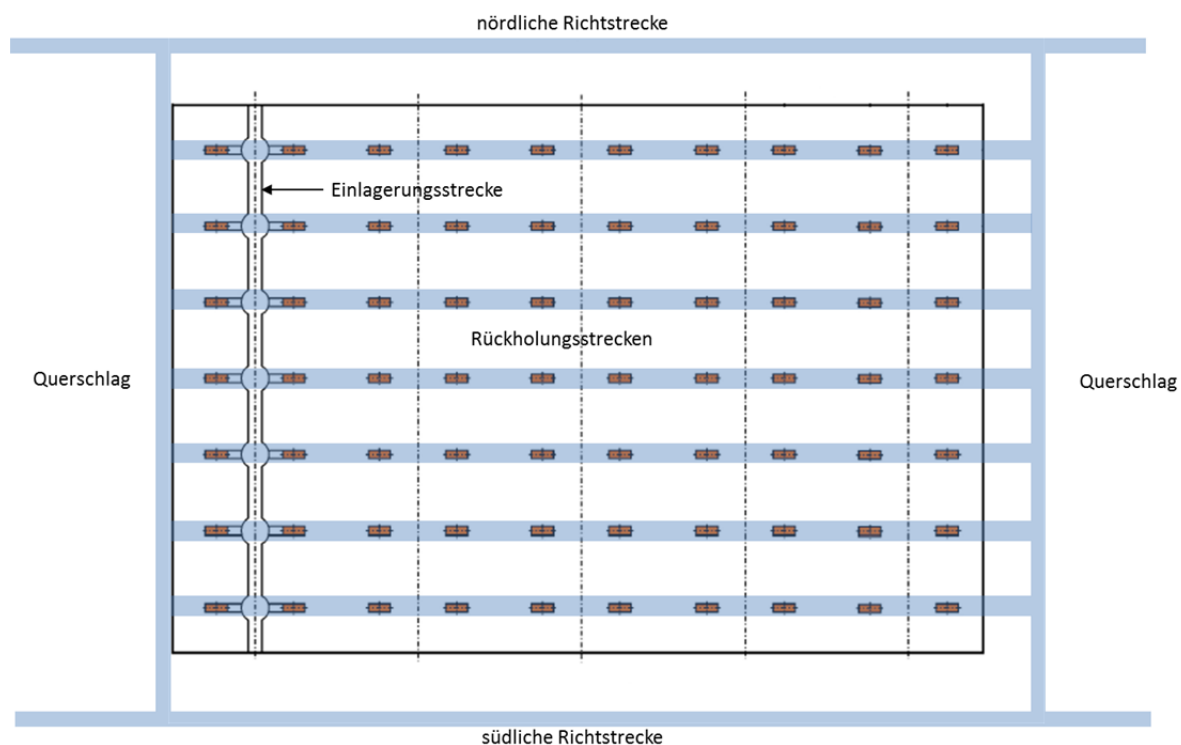 nördliche Richtstrecke
Einlagerungsstrecke
Rückholungsstrecken
Querschlag
Querschlag
südliche Richtstrecke